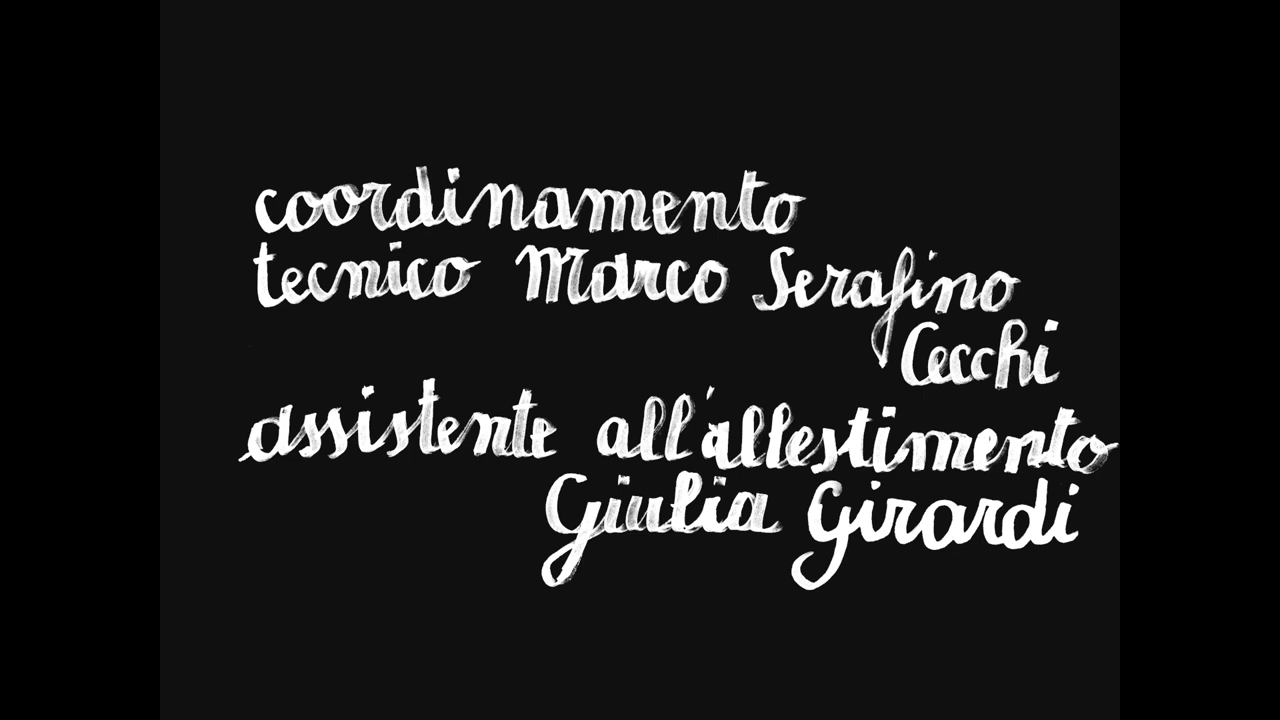 coordinamento
tecnico Marco Serafino
Cecchi
assistente all'allestimento
Giulia Girardi